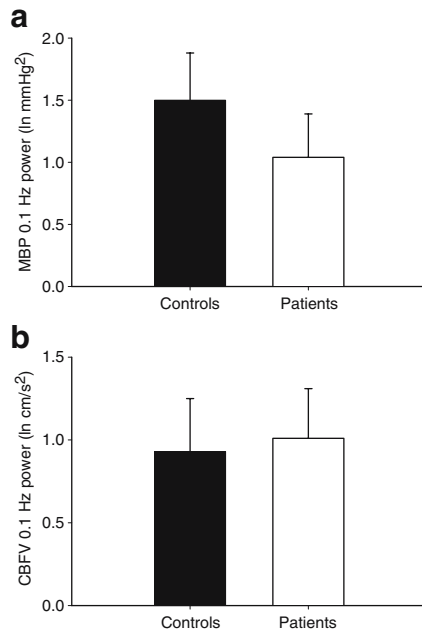 a
MBP 0.1 Hz power (ln mmHg²)
2.0
1.5
1.0
0.5
0.0
Controls Patients
b
CBFV 0.1 Hz power (ln cm/s²)
1.5
1.0
0.5
0.0
Controls Patients